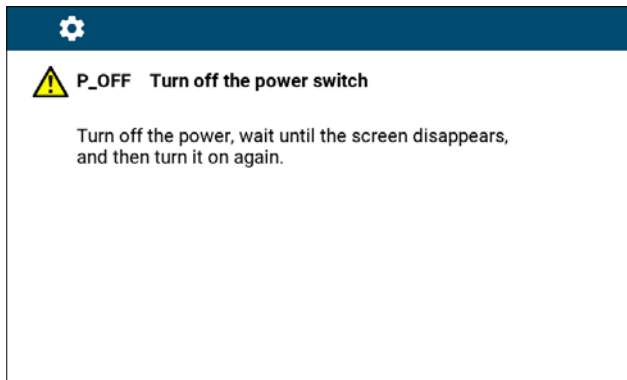 P_OFF Turn off the power switch
Turn off the power, wait until the screen disappears,
and then turn it on again.